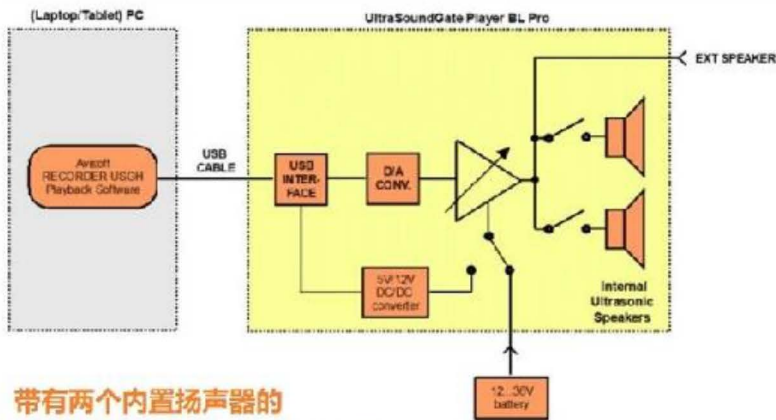 (Laptop/Tablet) PC
UltraSoundGate Player BL Pro
EXT SPEAKER
USB
CABLE
Avisoft
RECORDER USGH
Playback Software
USB
INTER-
FACE
D/A
CONV.
5V/12V
DC/DC
converter
Internal
Ultrasonic
Speakers
12...36V
battery
带有两个内置扬声器的